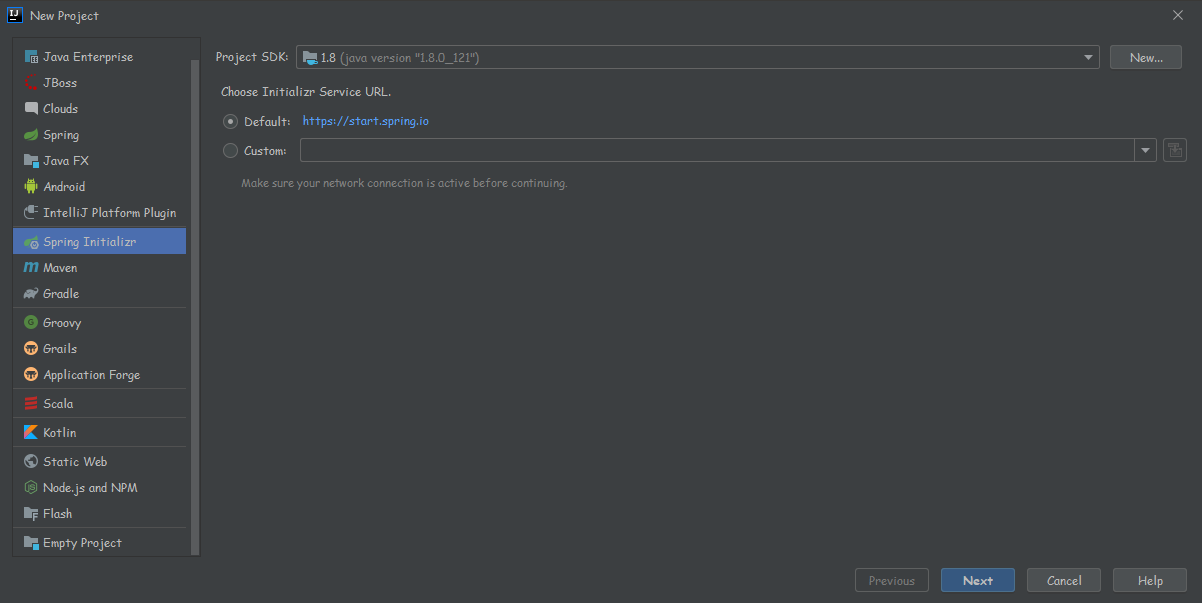 New Project
Java Enterprise
JBoss
Clouds
Spring
Java FX
Android
IntelliJ Platform Plugin
Spring Initializr
Maven
Gradle
Groovy
Grails
Application Forge
Scala
Kotlin
Static Web
Node.js and NPM
Flash
Empty Project
Project SDK: 1.8 (java version "1.8.0_121") New...
Choose Initializr Service URL.
Default: https://start.spring.io
Custom:
Make sure your network connection is active before continuing.
Previous Next Cancel Help